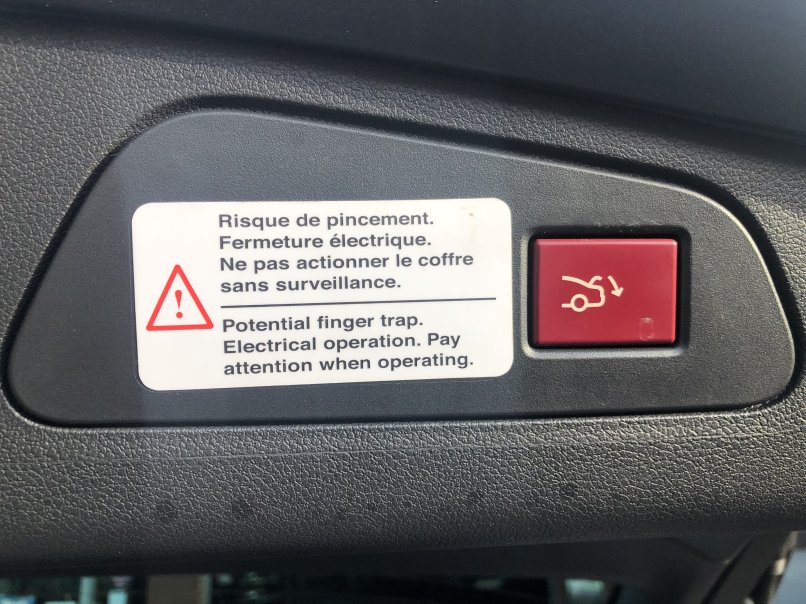 Risque de pincement.
Fermeture électrique.
Ne pas actionner le coffre
sans surveillance.
Potential finger trap.
Electrical operation. Pay
attention when operating.